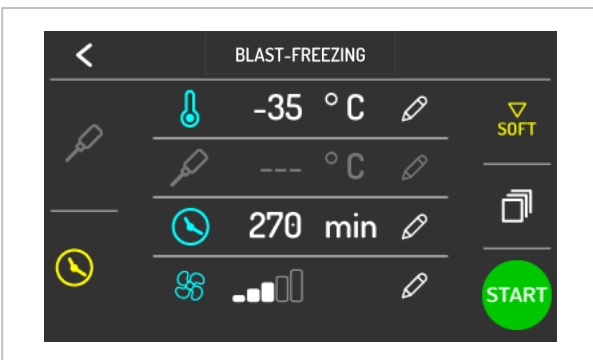 BLAST-FREEZING
-35 °C
SOFT
--- °C
270 min
START